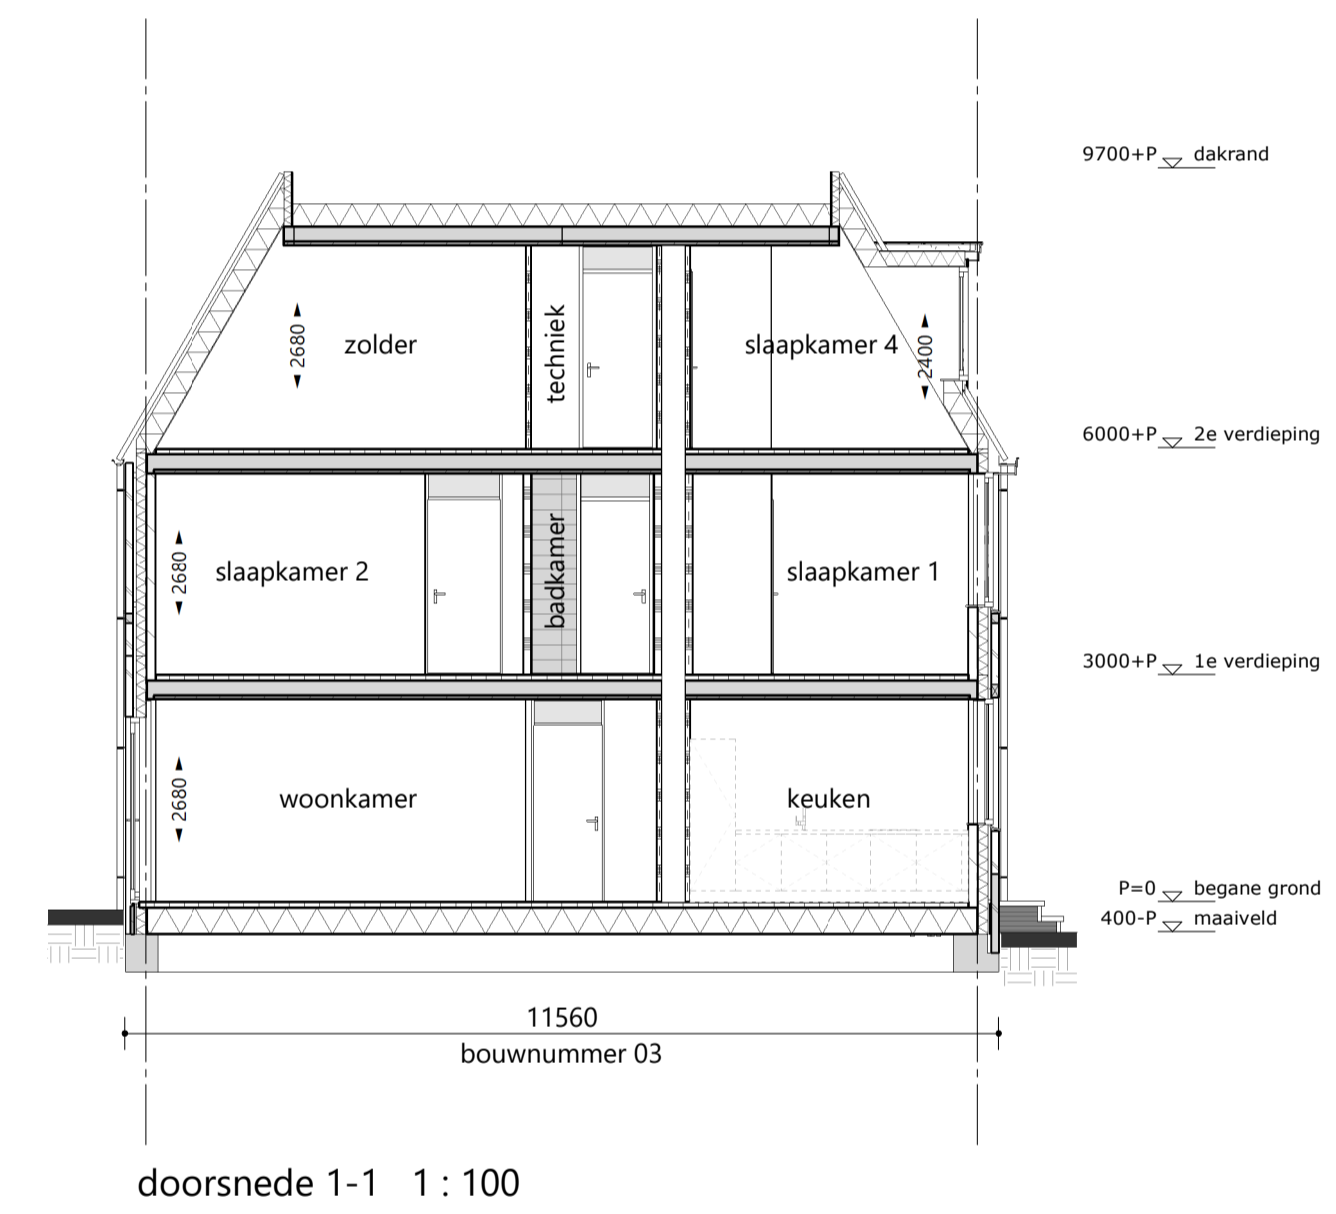 9700+P dakrand
zolder
2680
techniek
slaapkamer 4
2400
6000+P 2e verdieping
slaapkamer 2
2680
badkamer
slaapkamer 1
3000+P 1e verdieping
woonkamer
2680
keuken
P=0 begane grond
400-P maaiveld
11560
bouwnummer 03
doorsnede 1-1 1 : 100